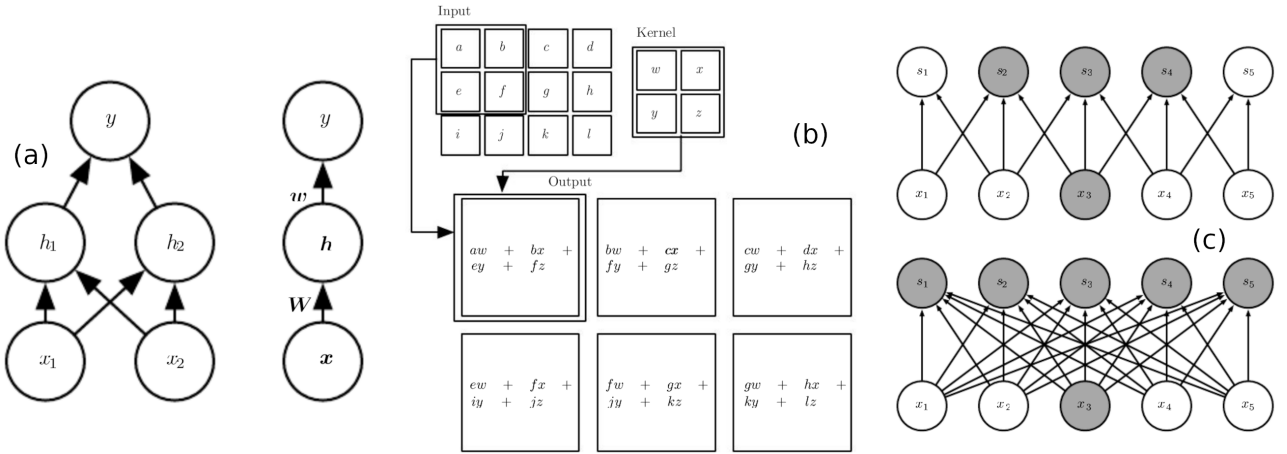 (a)
y
h1 h2
x1 x2
y
w
h
W
x
(b)
Input
a b c d
e f g h
i j k l
Kernel
w x
y z
Output
aw + bx +
ey + fz
bw + cx +
fy + gz
cw + dx +
gy + hz
ew + fx +
iy + jz
fw + gx +
jy + kz
gw + hx +
ky + lz
(c)
s1 s2 s3 s4 s5
x1 x2 x3 x4 x5
s1 s2 s3 s4 s5
x1 x2 x3 x4 x5